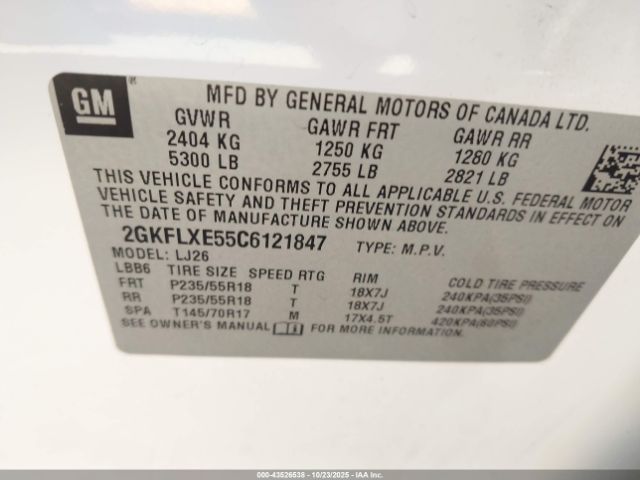 GM®
MFD BY GENERAL MOTORS OF CANADA LTD.
GVWR GAWR FRT GAWR RR
2404 KG 1250 KG 1280 KG
5300 LB 2755 LB 2821 LB
THIS VEHICLE CONFORMS TO ALL APPLICABLE U.S. FEDERAL MOTOR
VEHICLE SAFETY AND THEFT PREVENTION STANDARDS IN EFFECT ON
THE DATE OF MANUFACTURE SHOWN ABOVE.
2GKFLXE55C6121847 TYPE: M.P.V.
MODEL: LJ26
LBB6 TIRE SIZE SPEED RTG RIM COLD TIRE PRESSURE
FRT P235/55R18 T 18X7J 240KPA(35PSI)
RR P235/55R18 T 18X7J 240KPA(35PSI)
SPA T145/70R17 M 17X4.5T 420KPA(60PSI)
SEE OWNER'S MANUAL FOR MORE INFORMATION.
000-43526538 - 10/23/2025 - IAAI, Inc.